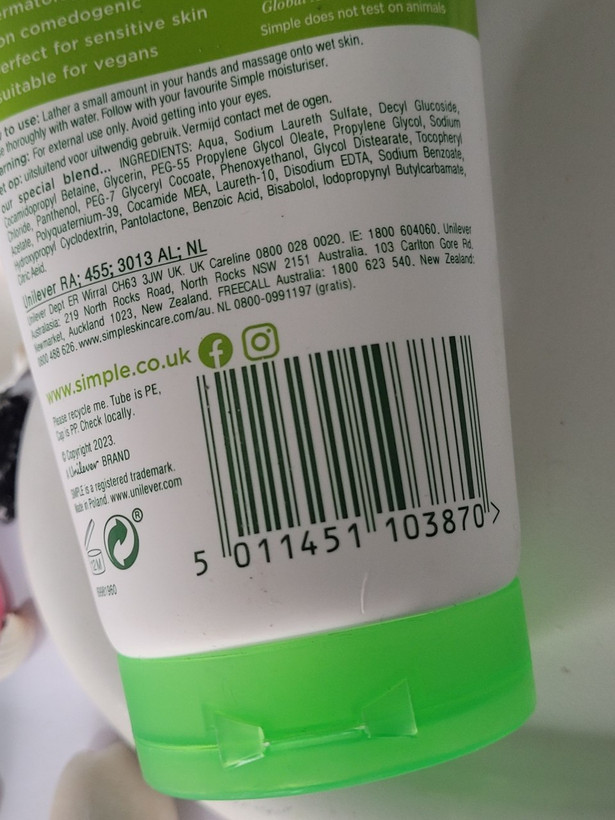 on comedogenic
erfect for sensitive skin
suitable for vegans
Global
Simple does not test on animals
to use: Lather a small amount in your hands and massage onto wet skin.
e thoroughly with water. Follow with your favourite Simple moisturiser.
arning: For external use only. Avoid getting into your eyes.
et op: uitsluitend voor uitwendig gebruik. Vermijd contact met de ogen.
our special blend... INGREDIENTS: Aqua, Sodium Laureth Sulfate, Decyl Glucoside,
Cocamidopropyl Betaine, Glycerin, PEG-55 Propylene Glycol Oleate, Propylene Glycol, Sodium
Chloride, Panthenol, PEG-7 Glyceryl Cocoate, Phenoxyethanol, Glycol Distearate, Tocopheryl
Acetate, Polyquaternium-39, Cocamide MEA, Laureth-10, Disodium EDTA, Sodium Benzoate,
Hydroxypropyl Cyclodextrin, Pantolactone, Benzoic Acid, Bisabolol, Iodopropynyl Butylcarbamate,
Citric Acid.
Unilever RA; 455; 3013 AL; NL
Unilever Dept ER Wirral CH63 3JW UK. UK Careline 0800 028 0020. IE: 1800 604060. Unilever
Australasia: 219 North Rocks Road, North Rocks NSW 2151 Australia. 103 Carlton Gore Rd,
Newmarket, Auckland 1023, New Zealand. FREECALL Australia: 1800 623 540. New Zealand:
0800 468 626. www.simpleskincare.com/au. NL 0800-0991197 (gratis).
www.simple.co.uk
Please recycle me. Tube is PE,
Cap is PP. Check locally.
© Copyright 2023.
A Unilever BRAND
SIMPLE is a registered trademark.
Made in Poland. www.unilever.com
12M
®
5 011451 103870 >